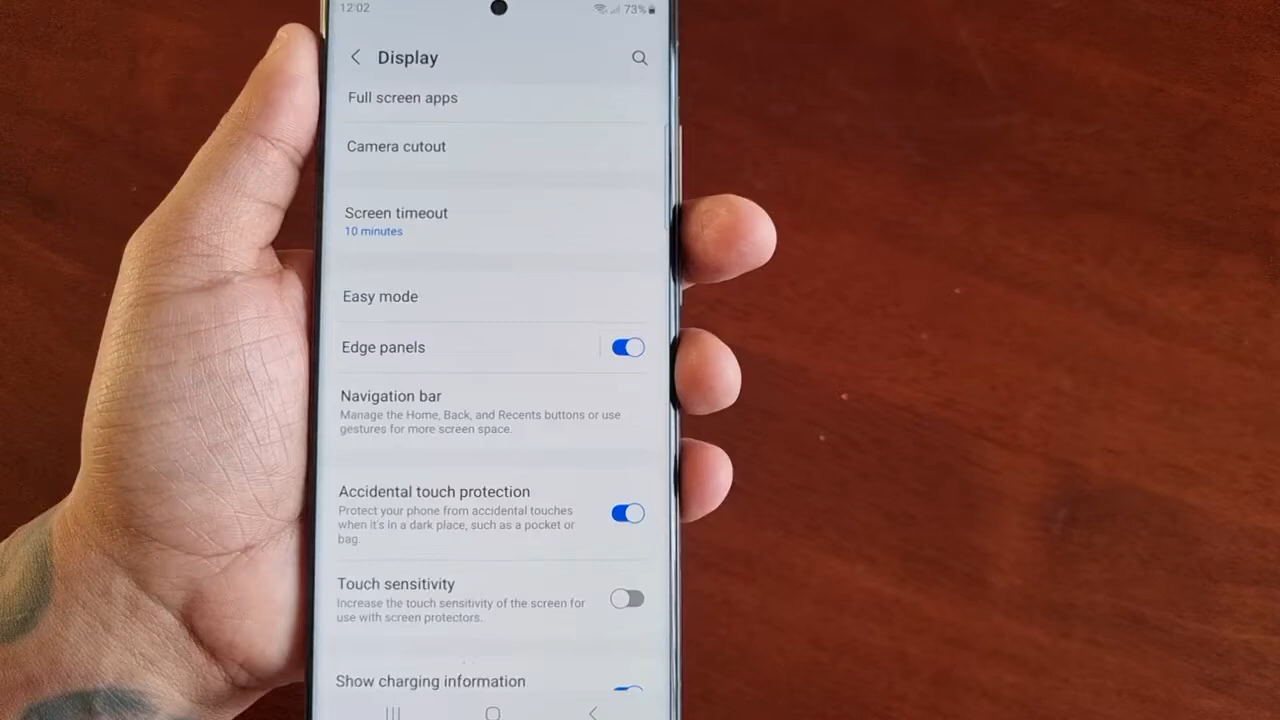 12:02
73%
Display
Full screen apps
Camera cutout
Screen timeout
10 minutes
Easy mode
Edge panels
Navigation bar
Manage the Home, Back, and Recents buttons or use
gestures for more screen space.
Accidental touch protection
Protect your phone from accidental touches
when it's in a dark place, such as a pocket or
bag.
Touch sensitivity
Increase the touch sensitivity of the screen for
use with screen protectors.
Show charging information